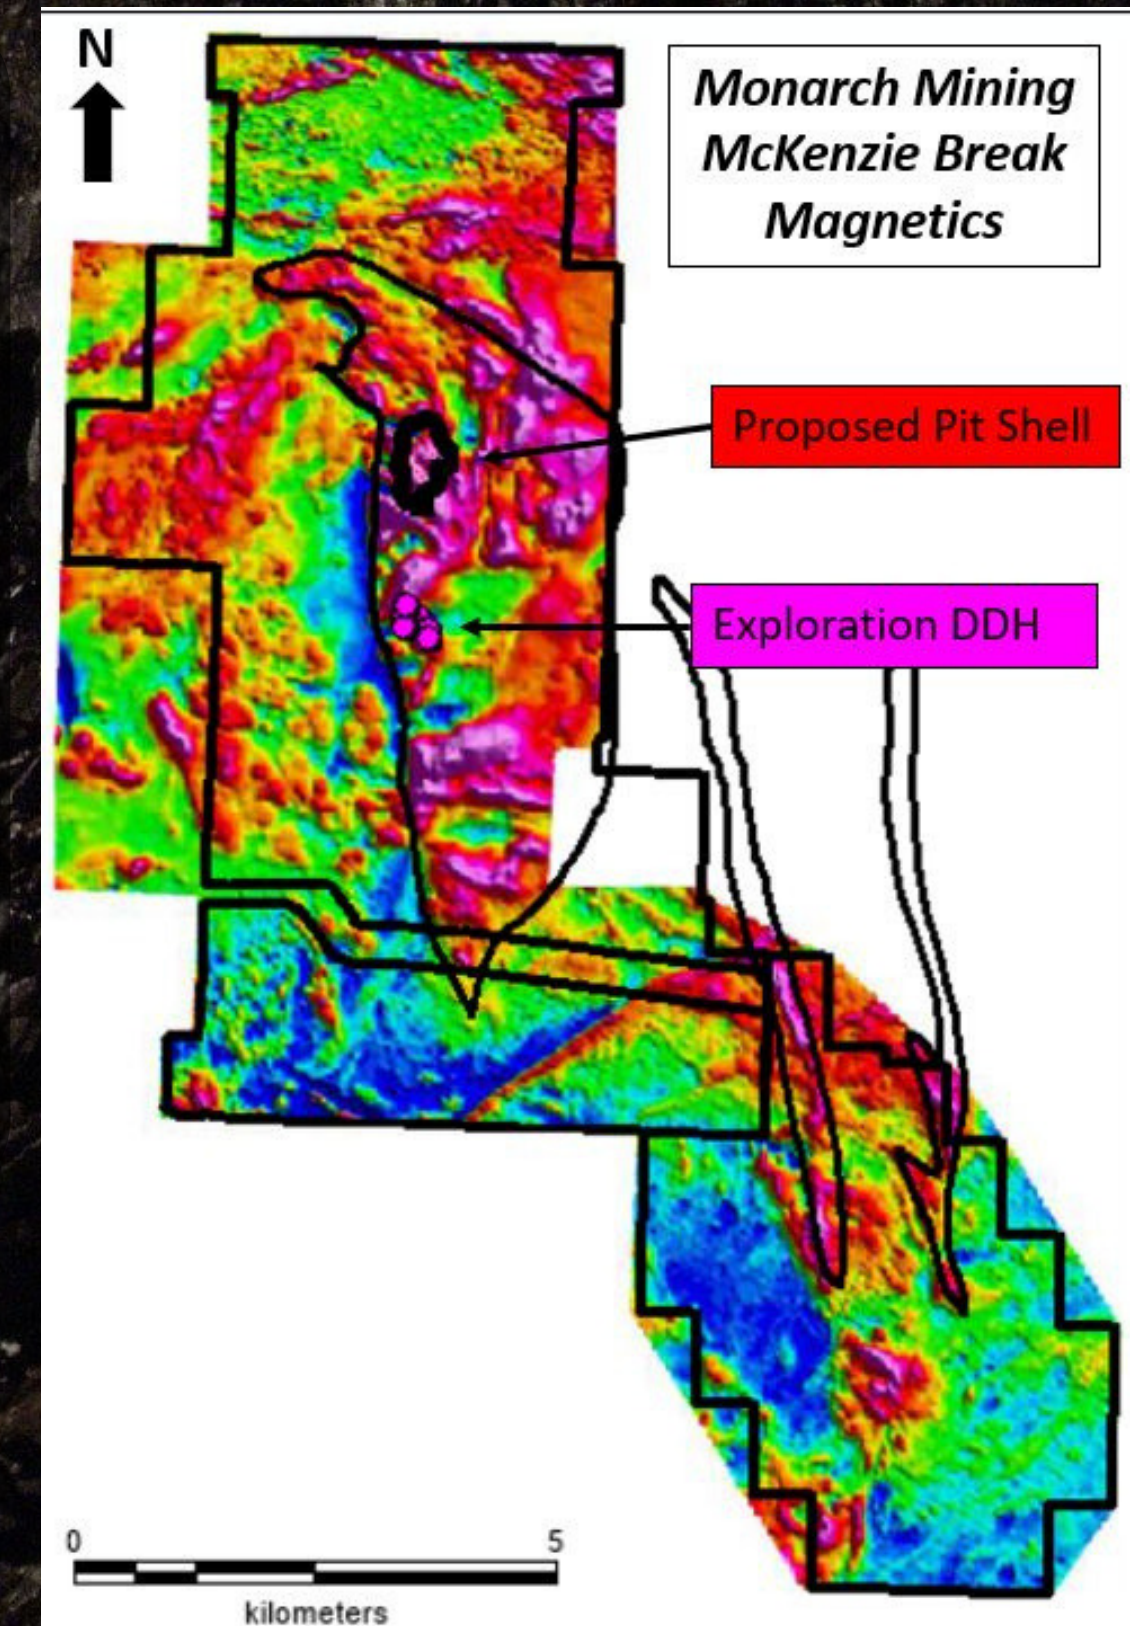 N
Monarch Mining
McKenzie Break
Magnetics
Proposed Pit Shell
Exploration DDH
0 5
kilometers